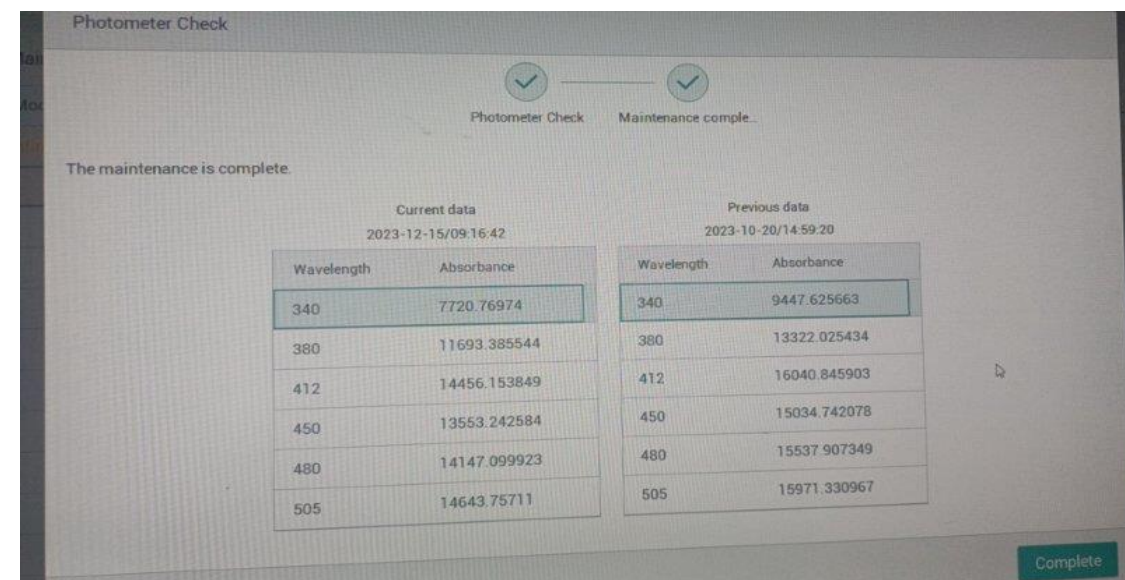 Photometer Check
Photometer Check Maintenance comple...
The maintenance is complete.
Current data
2023-12-15/09:16:42
Wavelength Absorbance
340 7720.76974
380 11693.385544
412 14456.153849
450 13553.242584
480 14147.099923
505 14643.75711
Previous data
2023-10-20/14:59:20
Wavelength Absorbance
340 9447.625663
380 13322.025434
412 16040.845903
450 15034.742078
480 15537.907349
505 15971.330967
Complete